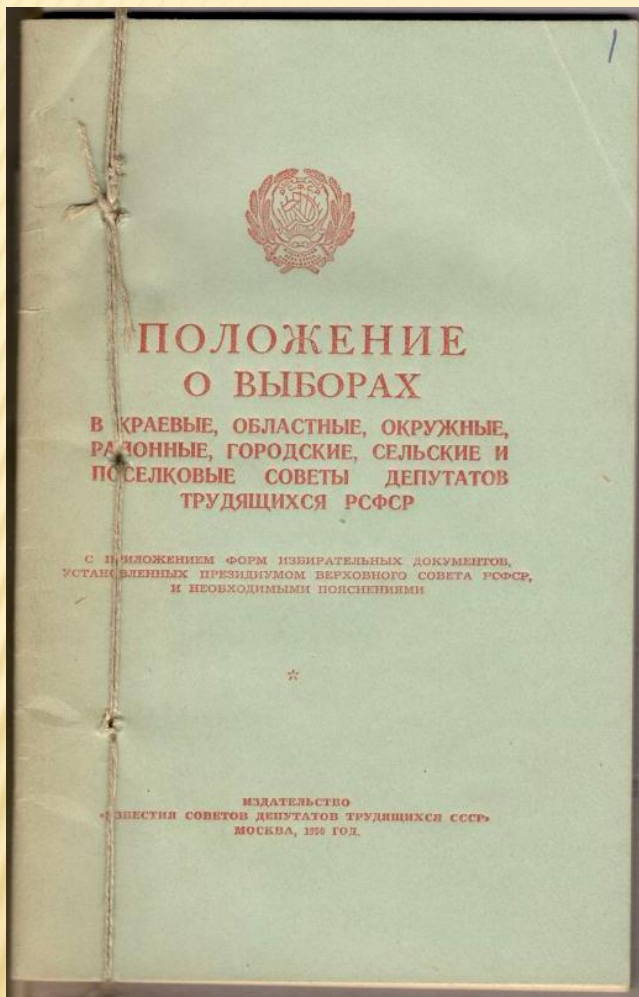 1
ПОЛОЖЕНИЕ
О ВЫБОРАХ
В КРАЕВЫЕ, ОБЛАСТНЫЕ, ОКРУЖНЫЕ,
РАЙОННЫЕ, ГОРОДСКИЕ, СЕЛЬСКИЕ И
ПОСЕЛКОВЫЕ СОВЕТЫ ДЕПУТАТОВ
ТРУДЯЩИХСЯ РСФСР
С ПРИЛОЖЕНИЕМ ФОРМ ИЗБИРАТЕЛЬНЫХ ДОКУМЕНТОВ,
УСТАНОВЛЕННЫХ ПРЕЗИДИУМОМ ВЕРХОВНОГО СОВЕТА РСФСР,
И НЕОБХОДИМЫМИ ПОЯСНЕНИЯМИ
ИЗДАТЕЛЬСТВО
«ИЗВЕСТИЯ СОВЕТОВ ДЕПУТАТОВ ТРУДЯЩИХСЯ СССР»
МОСКВА, 1950 ГОД.